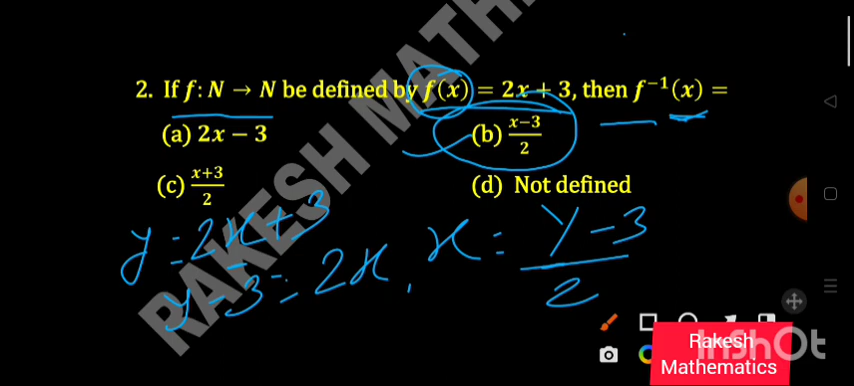 RAKESH MATH
2. If f: N → N be defined by f(x) = 2x + 3, then f⁻¹(x) =
(a) 2x − 3
(b) x−3/2
(c) x+3/2
(d) Not defined
y = 2x + 3
y − 3 = 2x, x = y − 3/2
InShOt
Rakesh
Mathematics